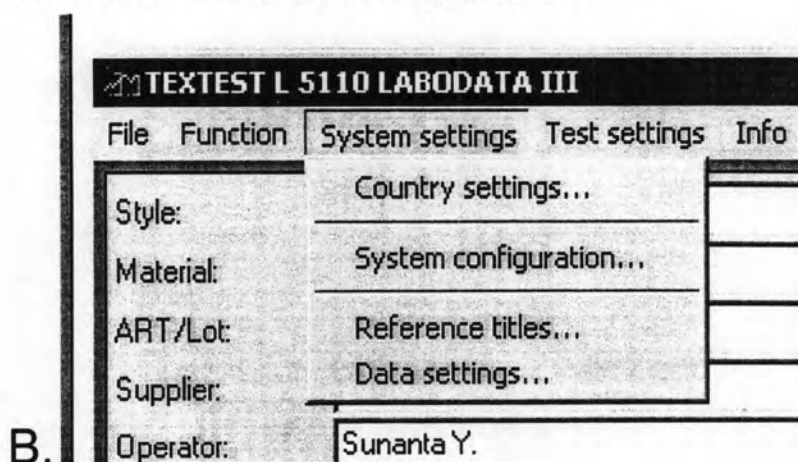 TEXTEST L 5110 LABODATA III
File Function System settings Test settings Info
Country settings...
System configuration...
Reference titles...
Data settings...
Style:
Material:
ART/Lot:
Supplier:
B. Operator: Sunanta Y.